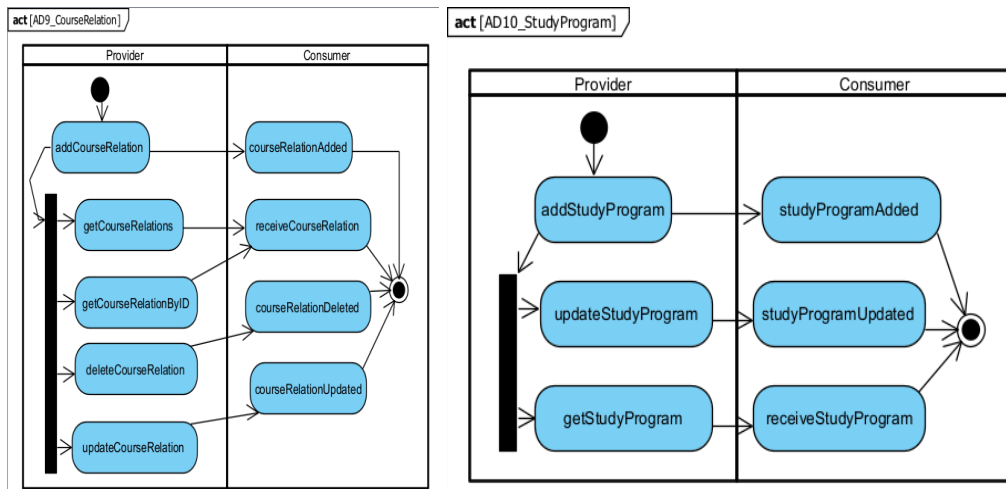 act [AD9_CourseRelation]
Provider
Consumer
addCourseRelation
courseRelationAdded
getCourseRelations
receiveCourseRelation
getCourseRelationByID
courseRelationDeleted
deleteCourseRelation
courseRelationUpdated
updateCourseRelation
act [AD10_StudyProgram]
Provider
Consumer
addStudyProgram
studyProgramAdded
updateStudyProgram
studyProgramUpdated
getStudyProgram
receiveStudyProgram